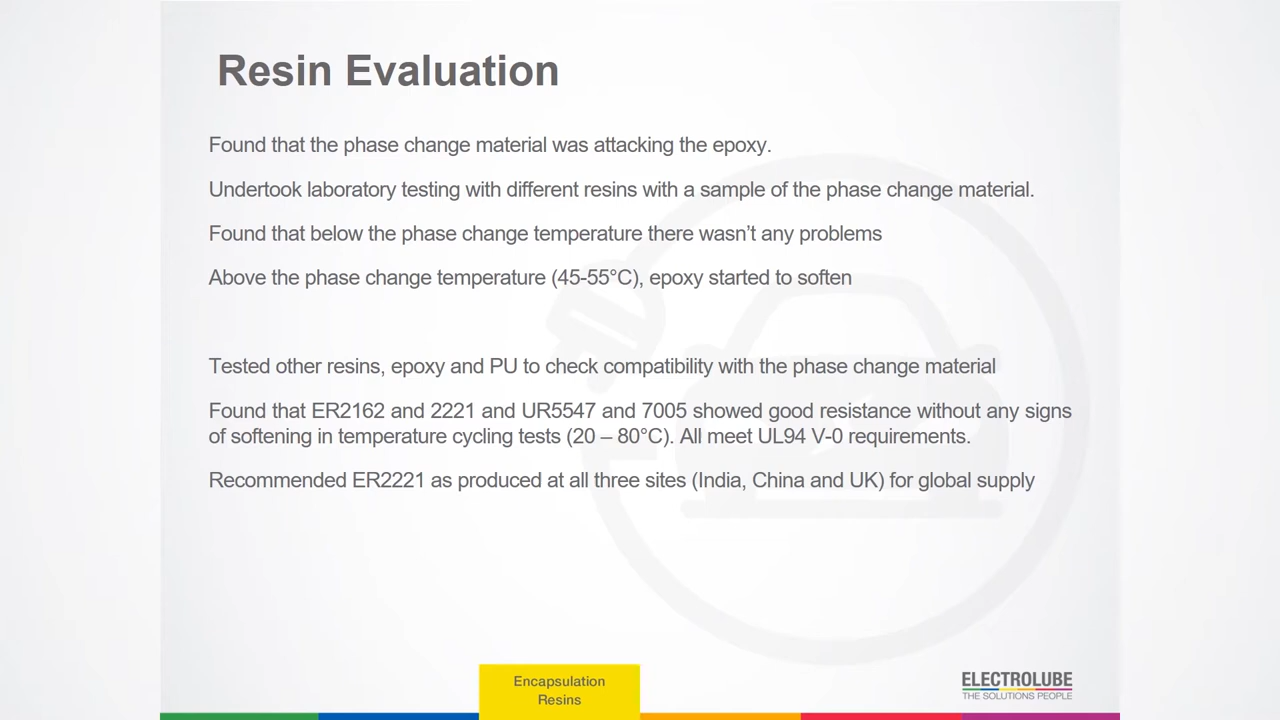 Resin Evaluation
Found that the phase change material was attacking the epoxy.
Undertook laboratory testing with different resins with a sample of the phase change material.
Found that below the phase change temperature there wasn’t any problems
Above the phase change temperature (45-55°C), epoxy started to soften
Tested other resins, epoxy and PU to check compatibility with the phase change material
Found that ER2162 and 2221 and UR5547 and 7005 showed good resistance without any signs
of softening in temperature cycling tests (20 – 80°C). All meet UL94 V-0 requirements.
Recommended ER2221 as produced at all three sites (India, China and UK) for global supply
Encapsulation
Resins
ELECTROLUBE
THE SOLUTIONS PEOPLE